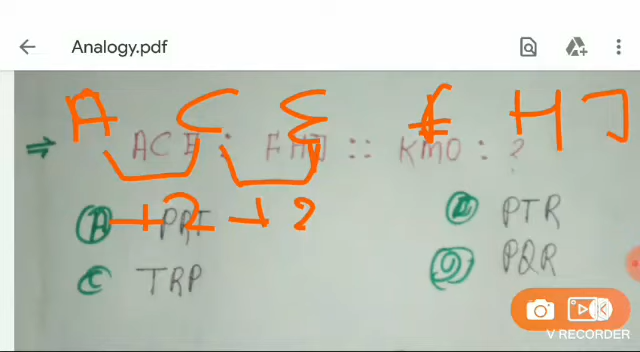 Analogy.pdf
A C E F H J
⇒ ACE : FHJ :: KMO : ?
+2 +2
(A) PRT (B) PTR
(C) TRP (D) PQR
V RECORDER